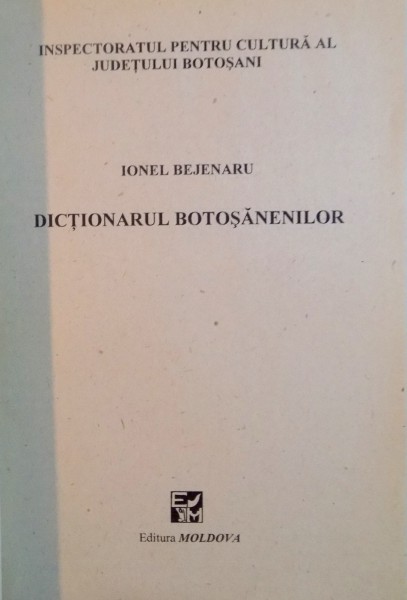 INSPECTORATUL PENTRU CULTURĂ AL
JUDEȚULUI BOTOȘANI
IONEL BEJENARU
DICȚIONARUL BOTOȘĂNENILOR
E
M
Editura MOLDOVA